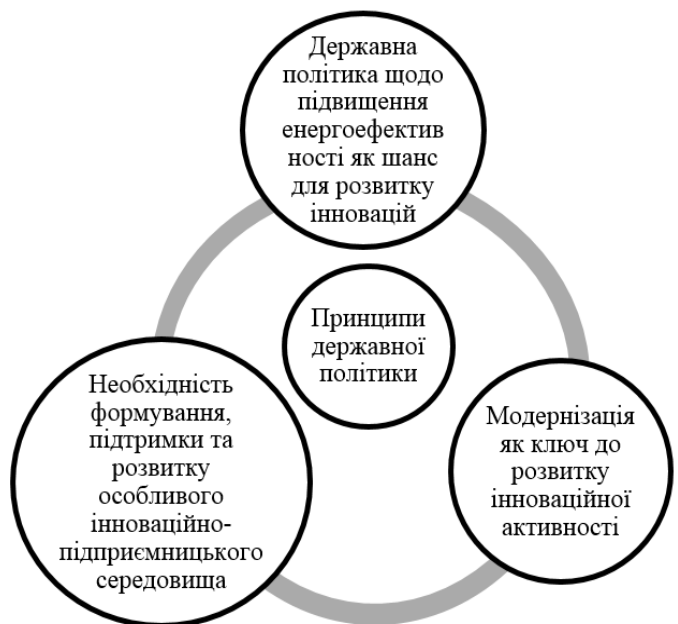 Державна
політика щодо
підвищення
енергоефектив
ності як шанс
для розвитку
інновацій
Принципи
державної
політики
Необхідність
формування,
підтримки та
розвитку
особливого
інноваційно-
підприємницького
середовища
Модернізація
як ключ до
розвитку
інноваційної
активності